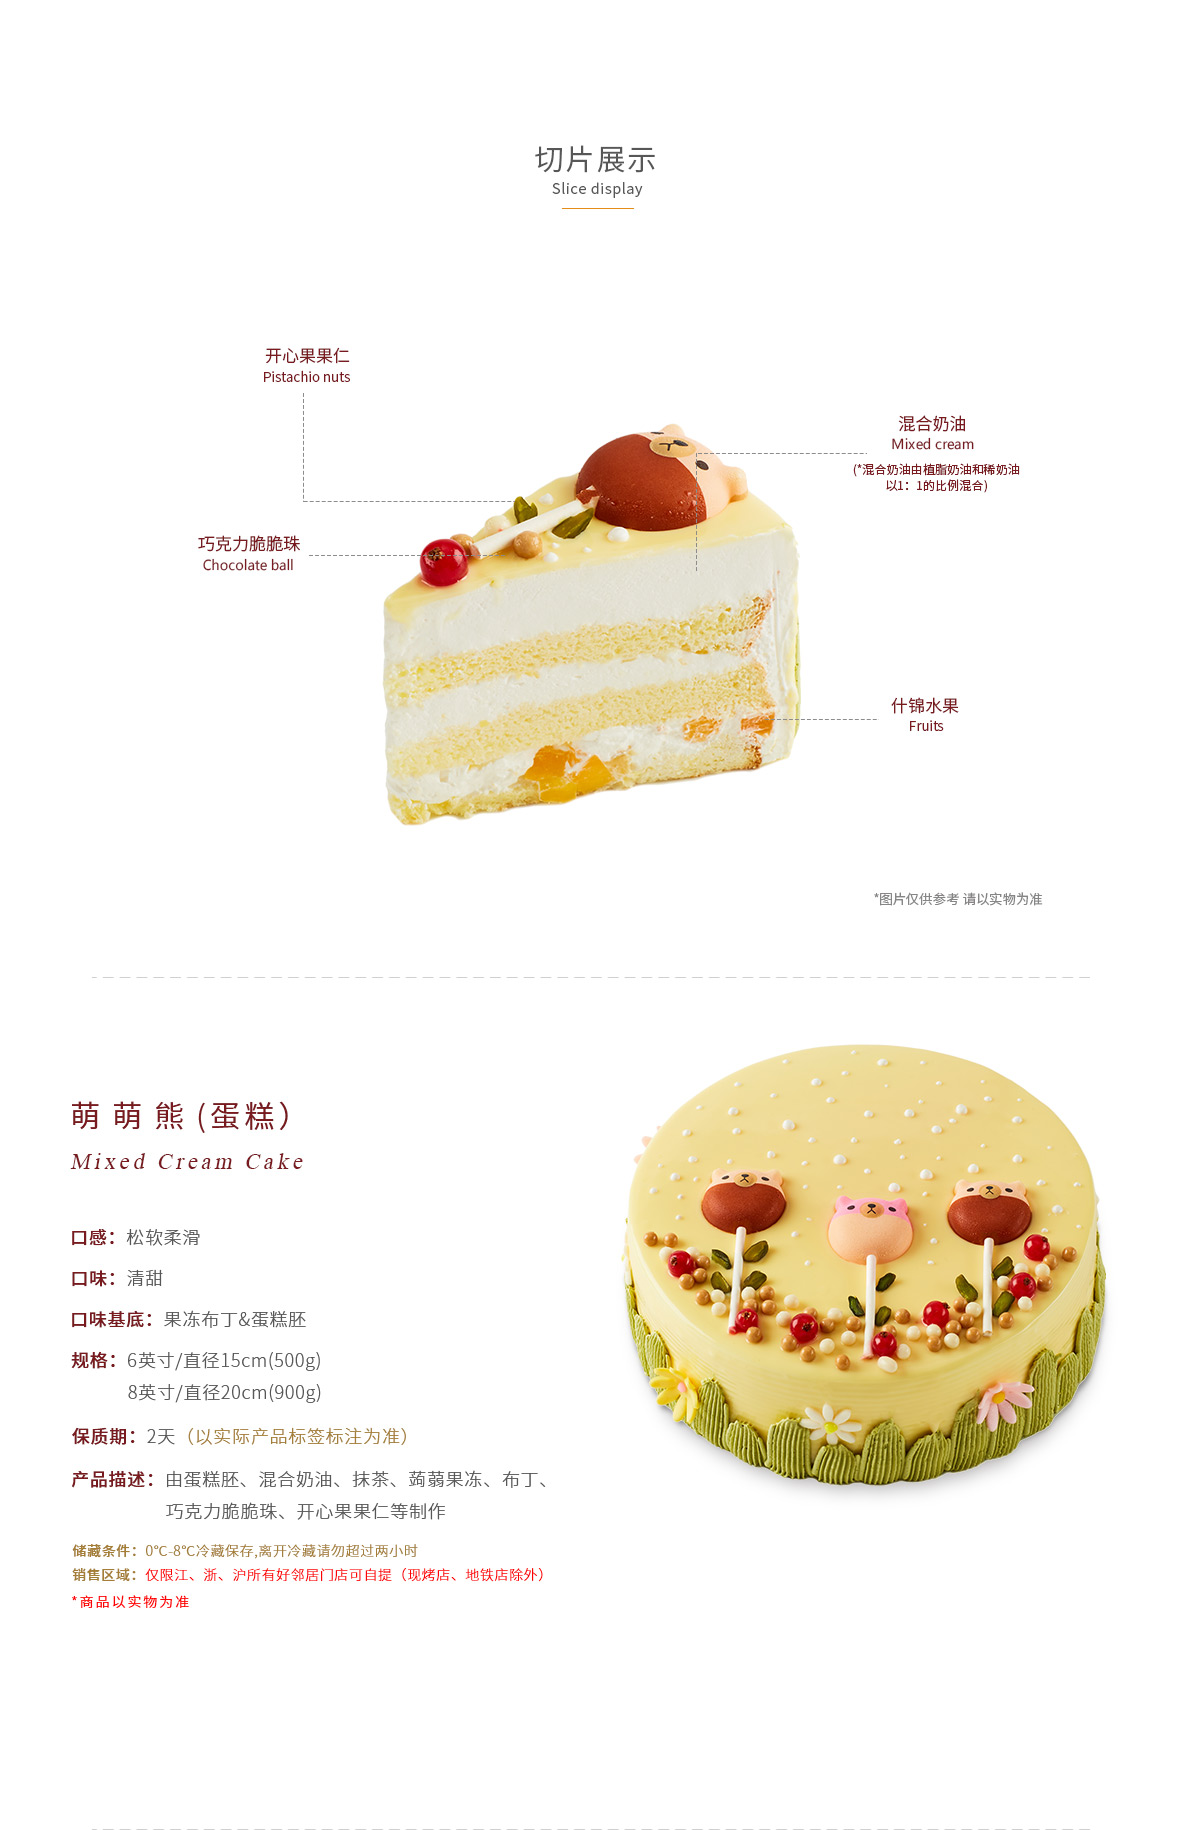 切片展示
Slice display
开心果果仁
Pistachio nuts
混合奶油
Mixed cream
(*混合奶油由植脂奶油和稀奶油
以1：1的比例混合)
巧克力脆脆珠
Chocolate ball
什锦水果
Fruits
*图片仅供参考 请以实物为准
萌萌熊(蛋糕）
Mixed Cream Cake
口感：松软柔滑
口味：清甜
口味基底：果冻布丁&蛋糕胚
规格：6英寸/直径15cm(500g)
8英寸/直径20cm(900g)
保质期：2天（以实际产品标签标注为准）
产品描述：由蛋糕胚、混合奶油、抹茶、蒟蒻果冻、布丁、
巧克力脆脆珠、开心果果仁等制作
储藏条件：0℃-8℃冷藏保存,离开冷藏请勿超过两小时
销售区域：仅限江、浙、沪所有好邻居门店可自提（现烤店、地铁店除外）
*商品以实物为准